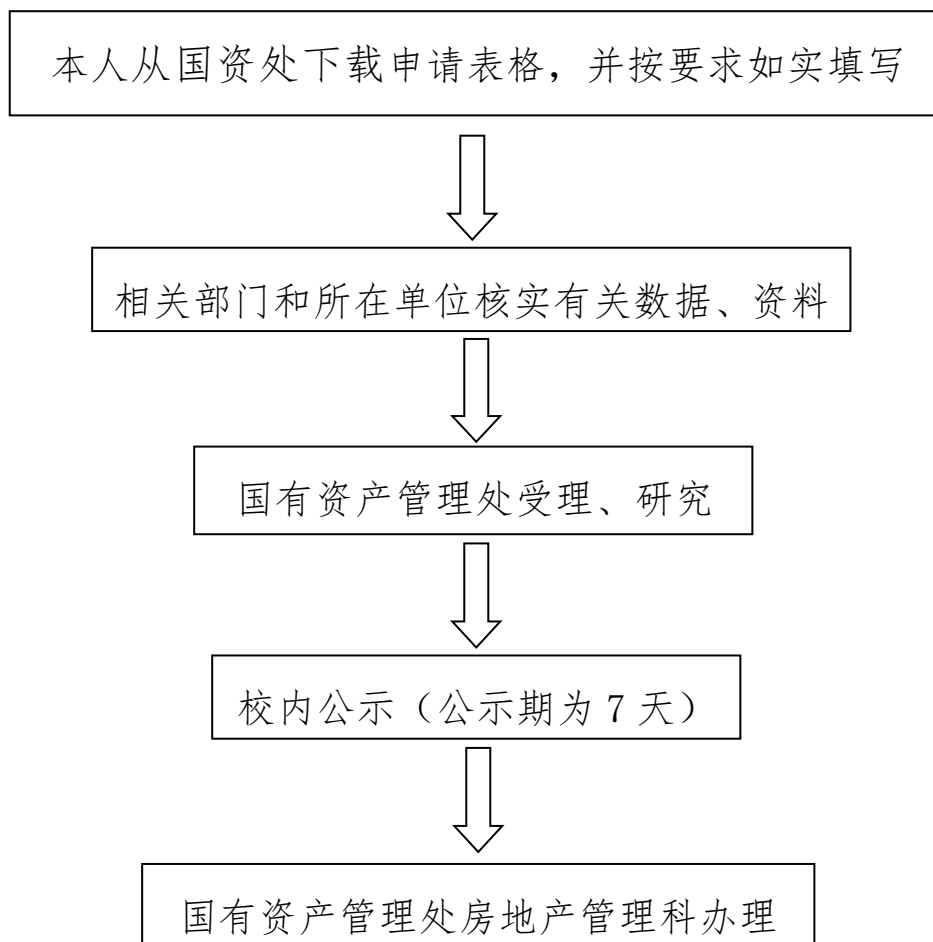 本人从国资处下载申请表格，并按要求如实填写
相关部门和所在单位核实有关数据、资料
国有资产管理处受理、研究
校内公示（公示期为 7 天）
国有资产管理处房地产管理科办理